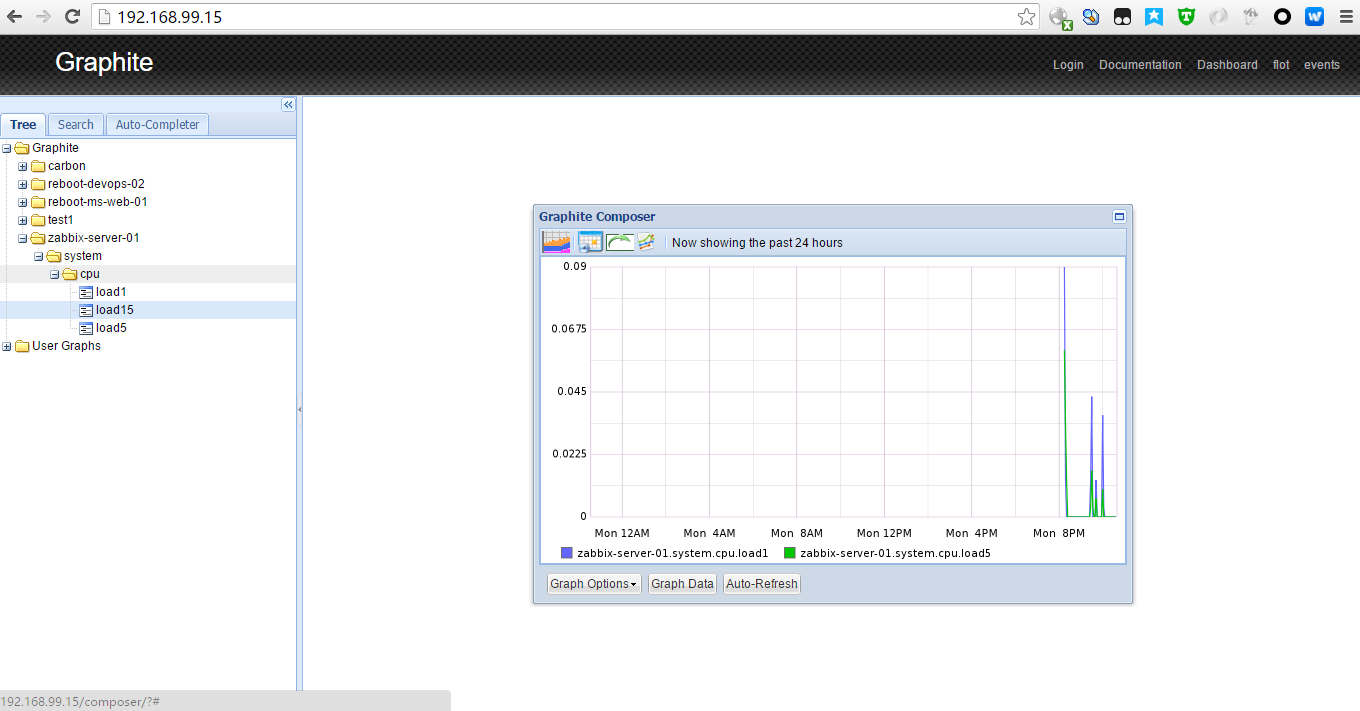 192.168.99.15
Graphite
Login Documentation Dashboard flot events
Tree Search Auto-Completer
Graphite
carbon
reboot-devops-02
reboot-ms-web-01
test1
zabbix-server-01
system
cpu
load1
load15
load5
User Graphs
Graphite Composer
Now showing the past 24 hours
0.09
0.0675
0.045
0.0225
0
Mon 12AM Mon 4AM Mon 8AM Mon 12PM Mon 4PM Mon 8PM
zabbix-server-01.system.cpu.load1 zabbix-server-01.system.cpu.load5
Graph Options Graph Data Auto-Refresh
192.168.99.15/composer/?#